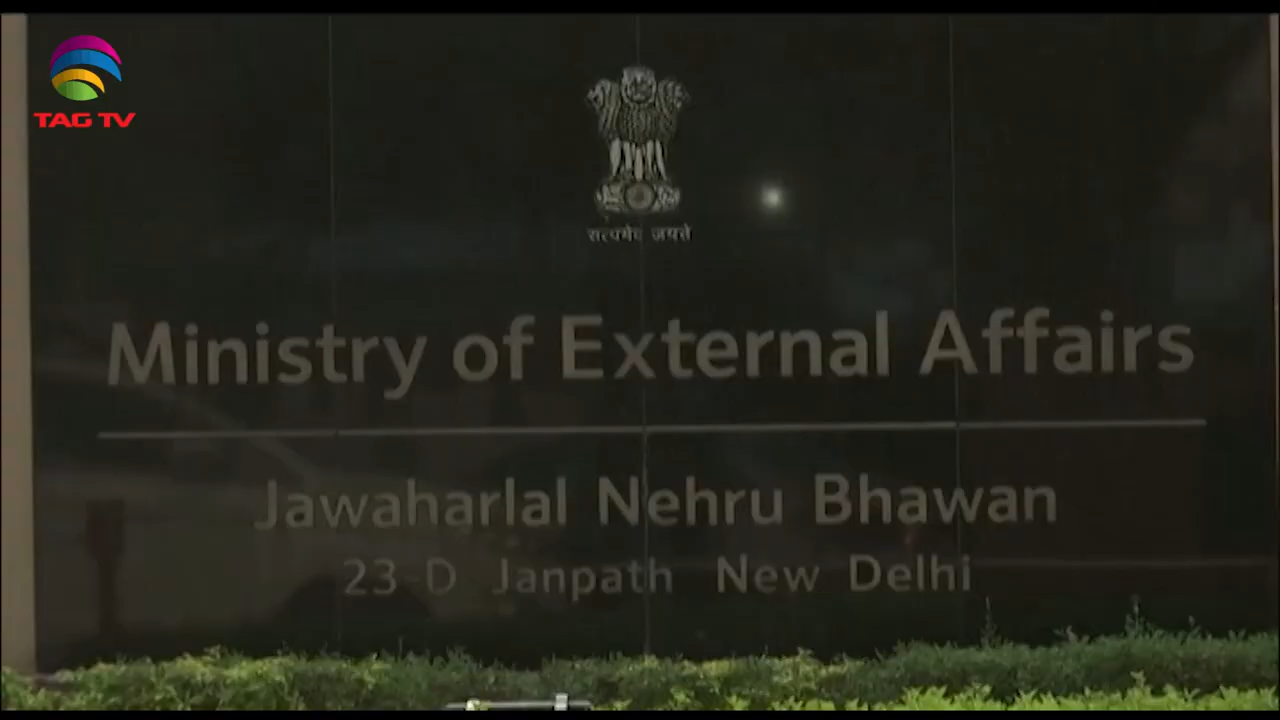 TAG TV
सत्यमेव जयते
Ministry of External Affairs
Jawaharlal Nehru Bhawan
23-D Janpath New Delhi